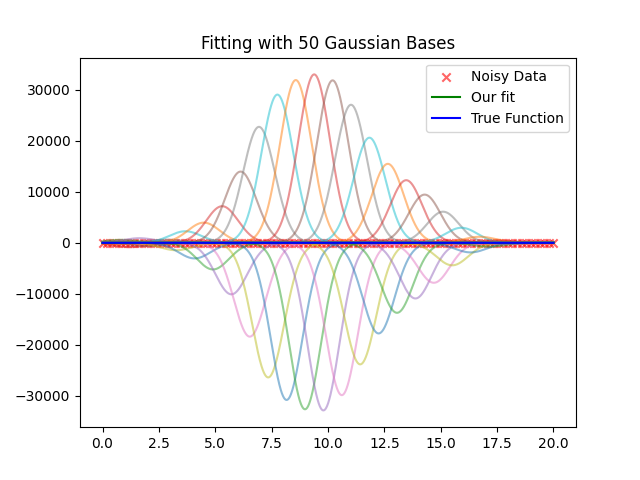 Fitting with 50 Gaussian Bases
Noisy Data
Our fit
True Function
30000
20000
10000
0
−10000
−20000
−30000
0.0 2.5 5.0 7.5 10.0 12.5 15.0 17.5 20.0